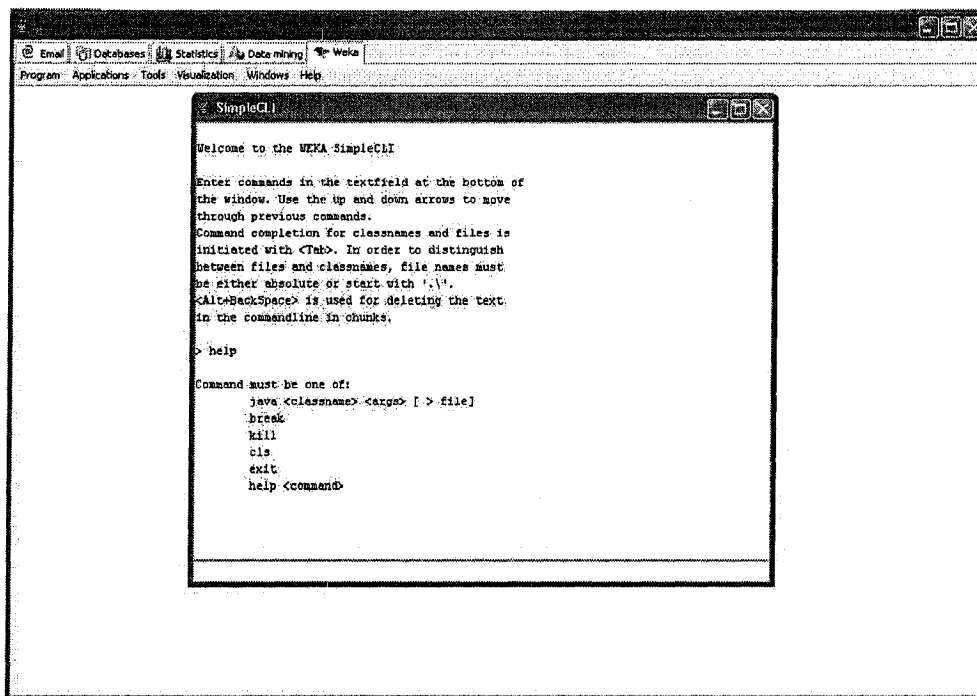 Email Databases Statistics Data mining Weka
Program Applications Tools Visualization Windows Help
SimpleCLI
Welcome to the WEKA SimpleCLI
Enter commands in the textfield at the bottom of
the window. Use the up and down arrows to move
through previous commands.
Command completion for classnames and files is
initiated with <Tab>. In order to distinguish
between files and classnames, file names must
be either absolute or start with '.\'.
<Alt+BackSpace> is used for deleting the text
in the commandline in chunks.
> help
Command must be one of:
java <classname> <args> [ > file]
break
kill
cls
exit
help <command>